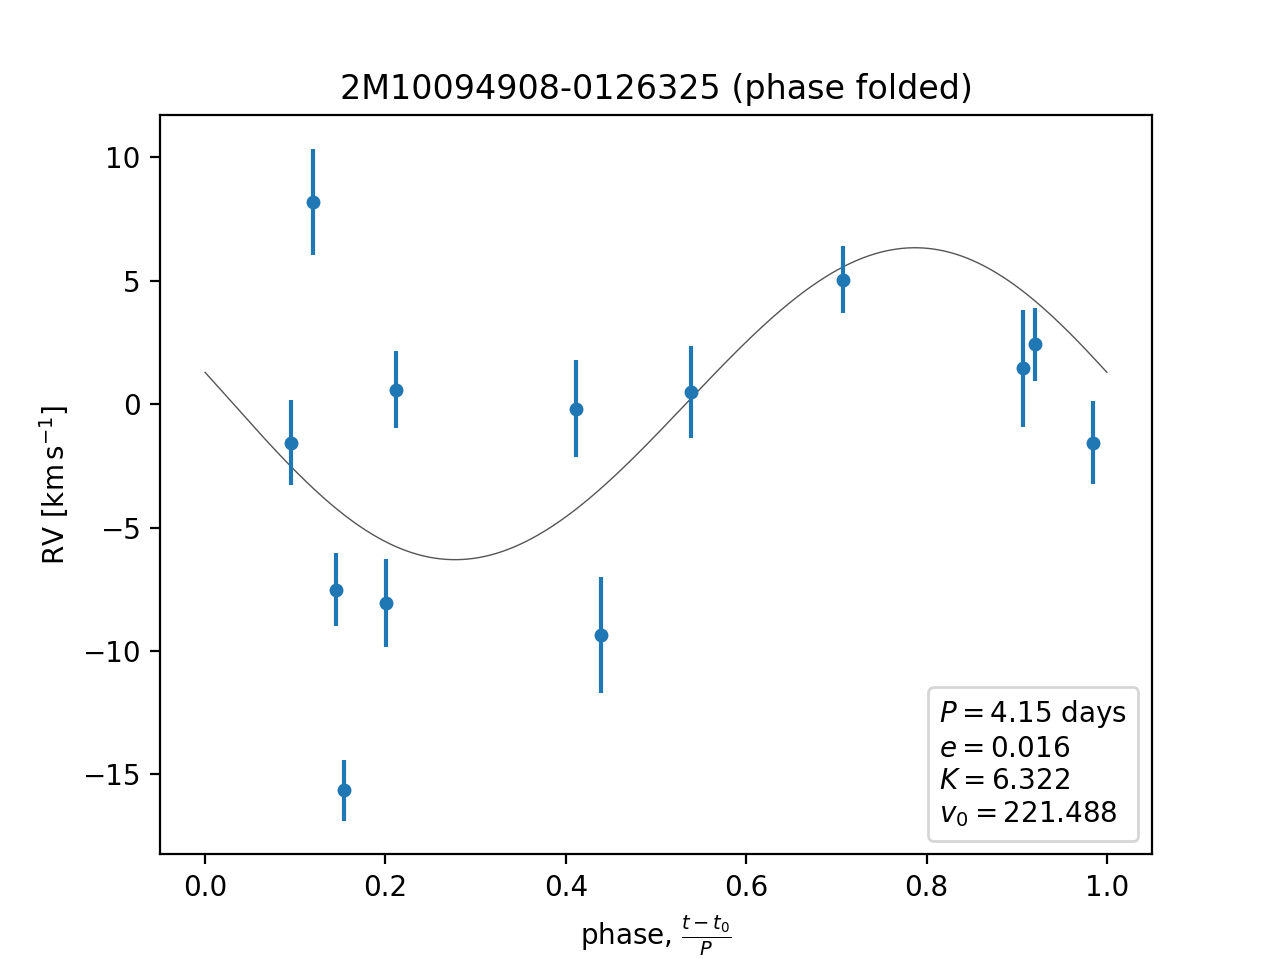 2M10094908-0126325 (phase folded)
RV [km s⁻¹]
10
5
0
−5
−10
−15
P = 4.15 days
e = 0.016
K = 6.322
v₀ = 221.488
0.0 0.2 0.4 0.6 0.8 1.0
phase, (t − t₀)/P